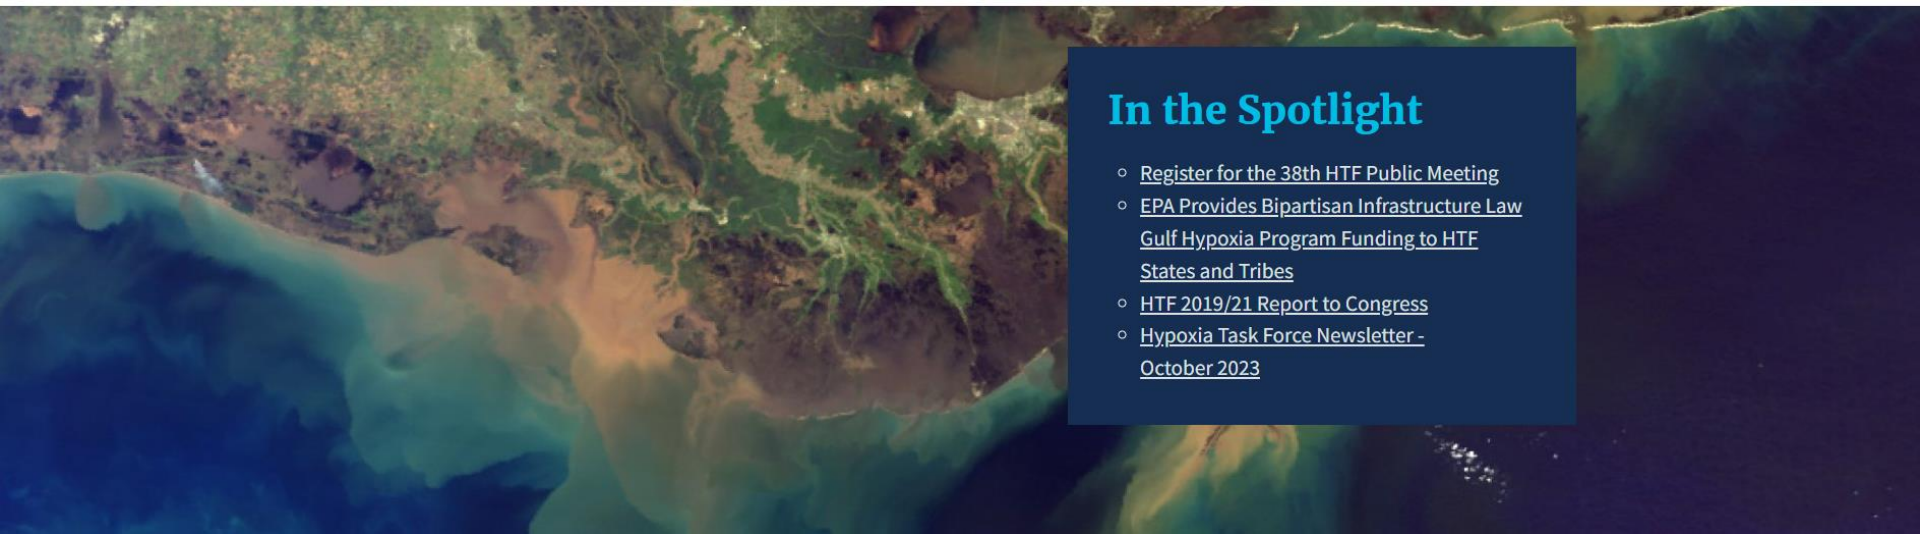 In the Spotlight
Register for the 38th HTF Public Meeting
EPA Provides Bipartisan Infrastructure Law
Gulf Hypoxia Program Funding to HTF
States and Tribes
HTF 2019/21 Report to Congress
Hypoxia Task Force Newsletter -
October 2023